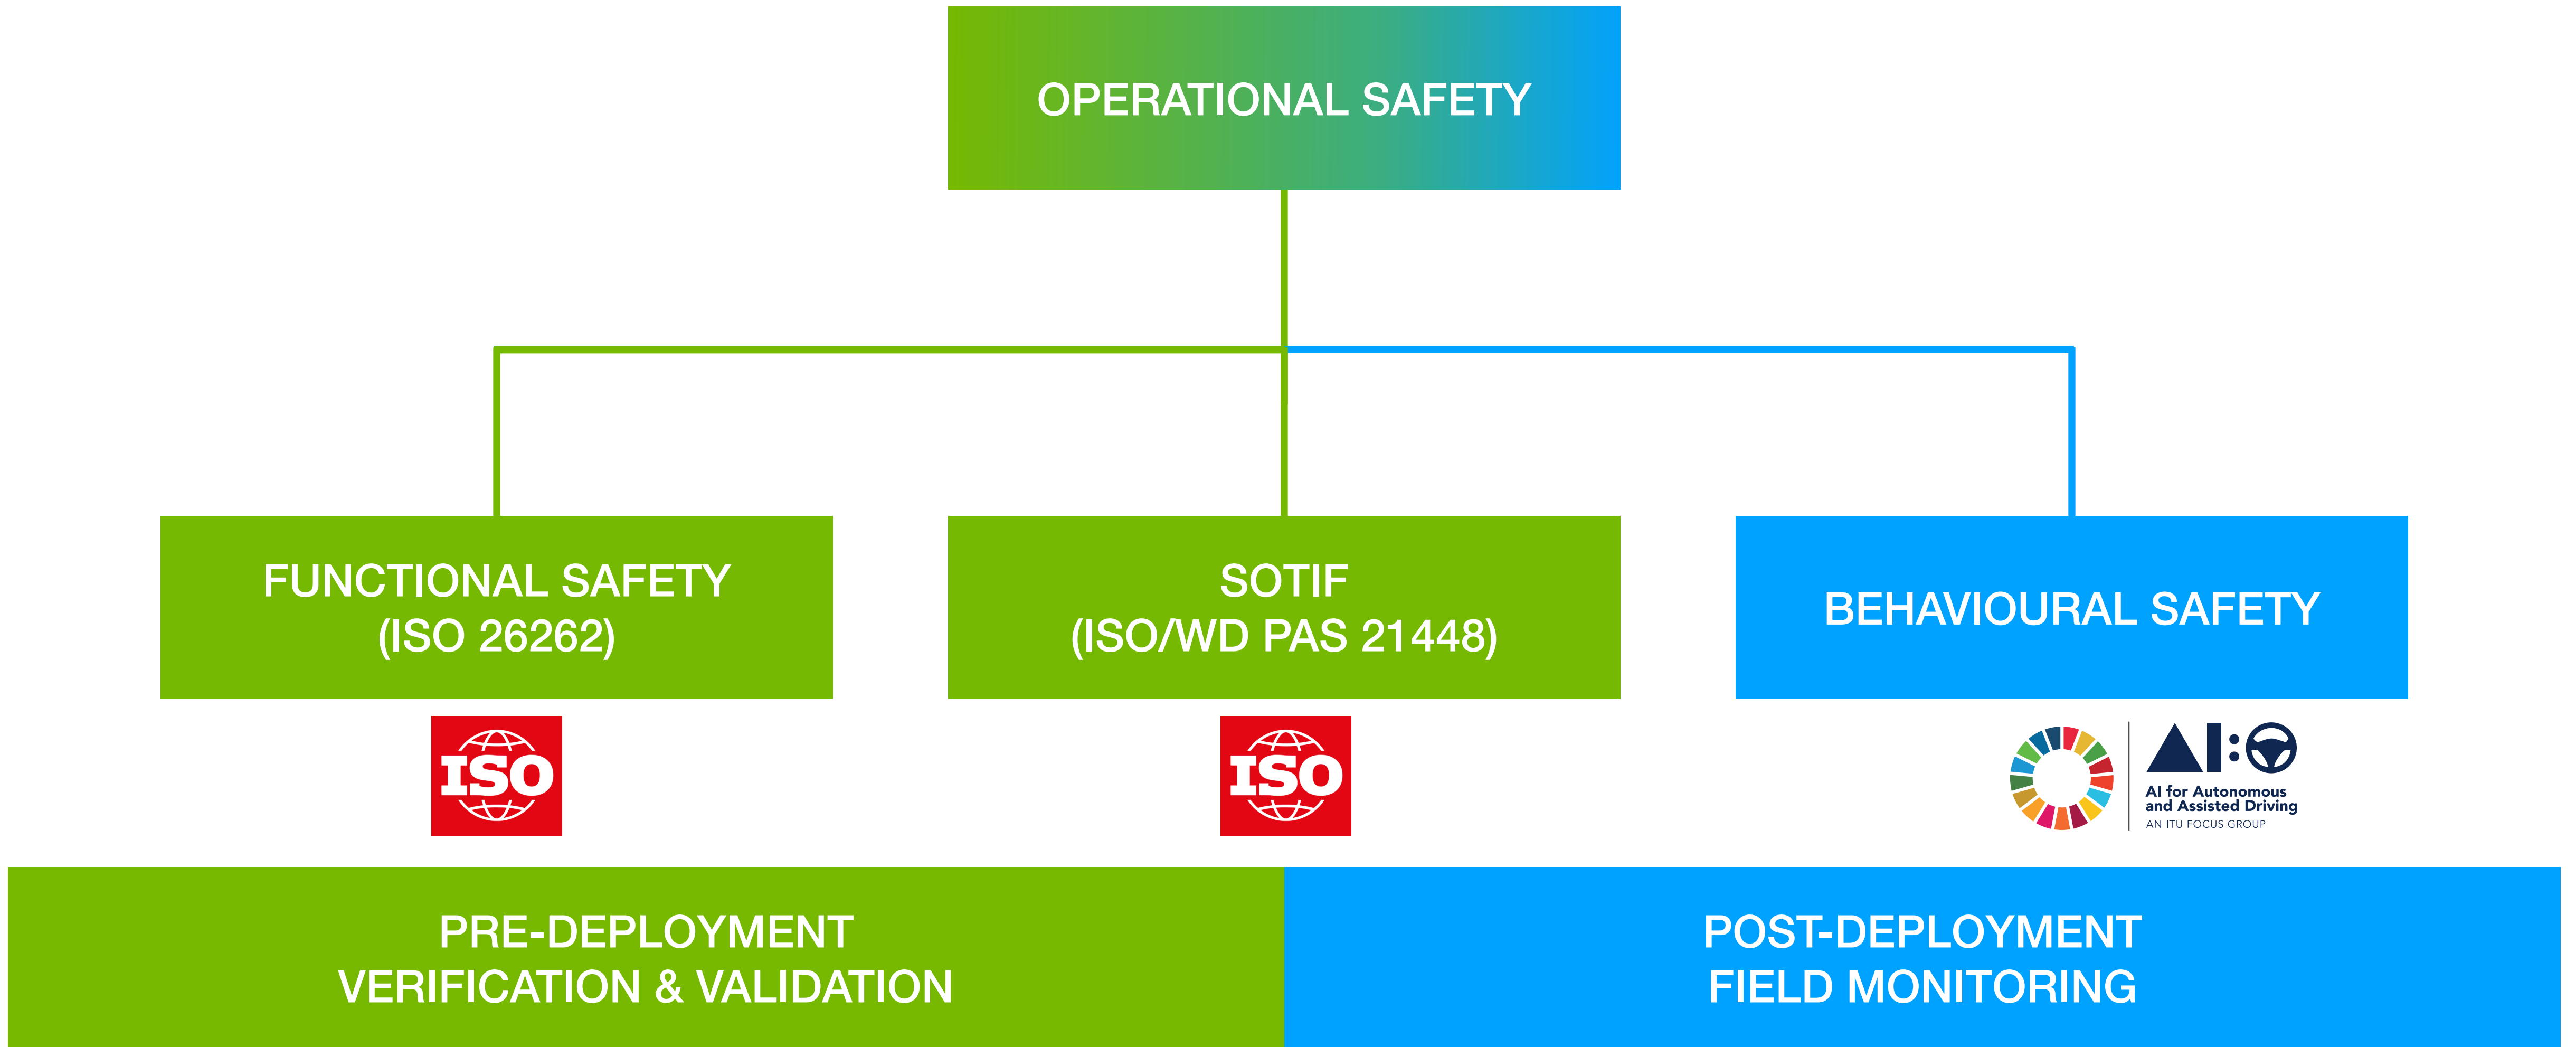 OPERATIONAL SAFETY
FUNCTIONAL SAFETY
(ISO 26262)
SOTIF
(ISO/WD PAS 21448)
BEHAVIOURAL SAFETY
ISO
ISO
AI:
AI for Autonomous
and Assisted Driving
AN ITU FOCUS GROUP
PRE-DEPLOYMENT
VERIFICATION & VALIDATION
POST-DEPLOYMENT
FIELD MONITORING